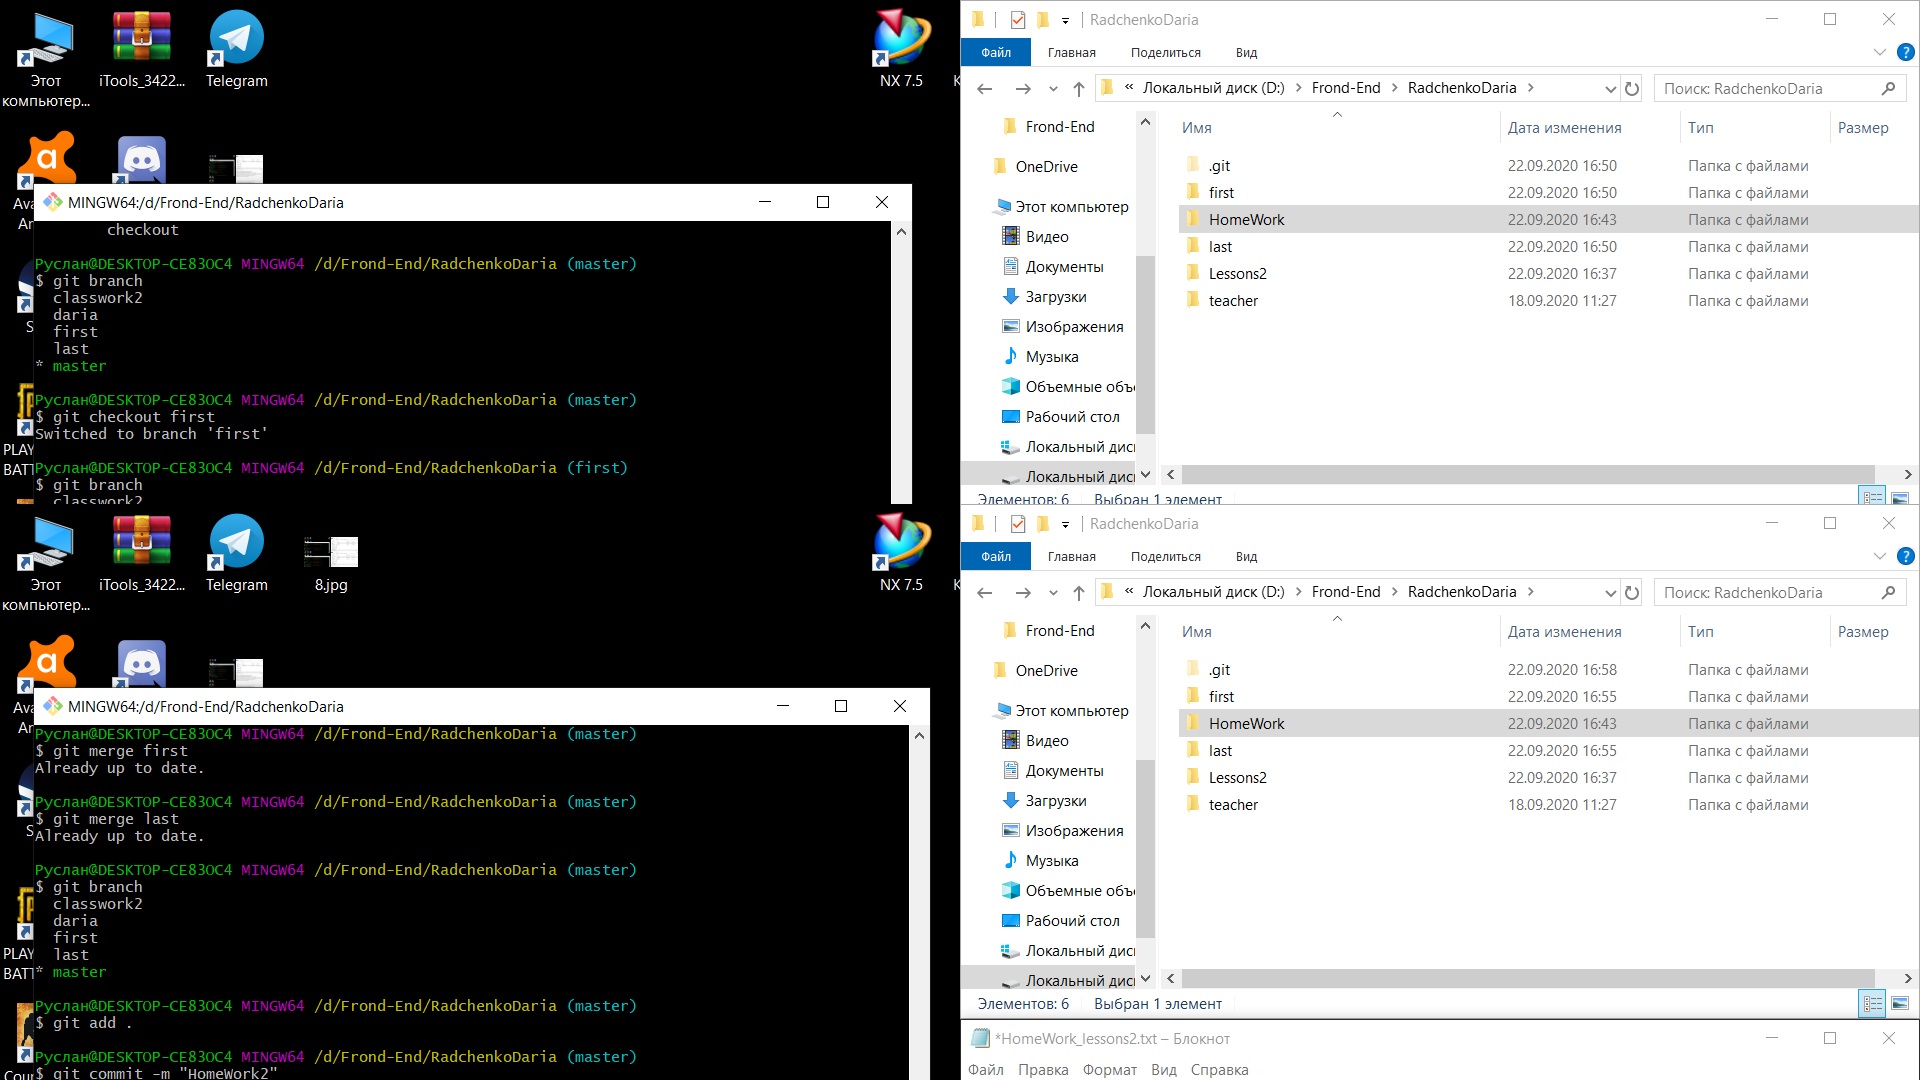 Этот
компьютер...
iTools_3422...
Telegram
NX 7.5
Ava
An
S
PLAY
BATT
MINGW64:/d/Frond-End/RadchenkoDaria
checkout
Руслан@DESKTOP-CE83OC4 MINGW64 /d/Frond-End/RadchenkoDaria (master)
$ git branch
classwork2
daria
first
last
* master
Руслан@DESKTOP-CE83OC4 MINGW64 /d/Frond-End/RadchenkoDaria (master)
$ git checkout first
Switched to branch 'first'
Руслан@DESKTOP-CE83OC4 MINGW64 /d/Frond-End/RadchenkoDaria (first)
$ git branch
classwork2
RadchenkoDaria
Файл Главная Поделиться Вид
« Локальный диск (D:) > Frond-End > RadchenkoDaria >
Поиск: RadchenkoDaria
Frond-End
OneDrive
Этот компьютер
Видео
Документы
Загрузки
Изображения
Музыка
Объемные объ
Рабочий стол
Локальный дис
Локальный дис
Имя Дата изменения Тип Размер
.git 22.09.2020 16:50 Папка с файлами
first 22.09.2020 16:50 Папка с файлами
HomeWork 22.09.2020 16:43 Папка с файлами
last 22.09.2020 16:50 Папка с файлами
Lessons2 22.09.2020 16:37 Папка с файлами
teacher 18.09.2020 11:27 Папка с файлами
Элементов: 6 Выбран 1 элемент
Этот
компьютер...
iTools_3422...
Telegram
8.jpg
NX 7.5
Ava
An
S
PLAY
BATT
Cou
MINGW64:/d/Frond-End/RadchenkoDaria
Руслан@DESKTOP-CE83OC4 MINGW64 /d/Frond-End/RadchenkoDaria (master)
$ git merge first
Already up to date.
Руслан@DESKTOP-CE83OC4 MINGW64 /d/Frond-End/RadchenkoDaria (master)
$ git merge last
Already up to date.
Руслан@DESKTOP-CE83OC4 MINGW64 /d/Frond-End/RadchenkoDaria (master)
$ git branch
classwork2
daria
first
last
* master
Руслан@DESKTOP-CE83OC4 MINGW64 /d/Frond-End/RadchenkoDaria (master)
$ git add .
Руслан@DESKTOP-CE83OC4 MINGW64 /d/Frond-End/RadchenkoDaria (master)
$ git commit -m "HomeWork2"
RadchenkoDaria
Файл Главная Поделиться Вид
« Локальный диск (D:) > Frond-End > RadchenkoDaria >
Поиск: RadchenkoDaria
Frond-End
OneDrive
Этот компьютер
Видео
Документы
Загрузки
Изображения
Музыка
Объемные объ
Рабочий стол
Локальный дис
Локальный дис
Имя Дата изменения Тип Размер
.git 22.09.2020 16:58 Папка с файлами
first 22.09.2020 16:55 Папка с файлами
HomeWork 22.09.2020 16:43 Папка с файлами
last 22.09.2020 16:55 Папка с файлами
Lessons2 22.09.2020 16:37 Папка с файлами
teacher 18.09.2020 11:27 Папка с файлами
Элементов: 6 Выбран 1 элемент
*HomeWork_lessons2.txt – Блокнот
Файл Правка Формат Вид Справка